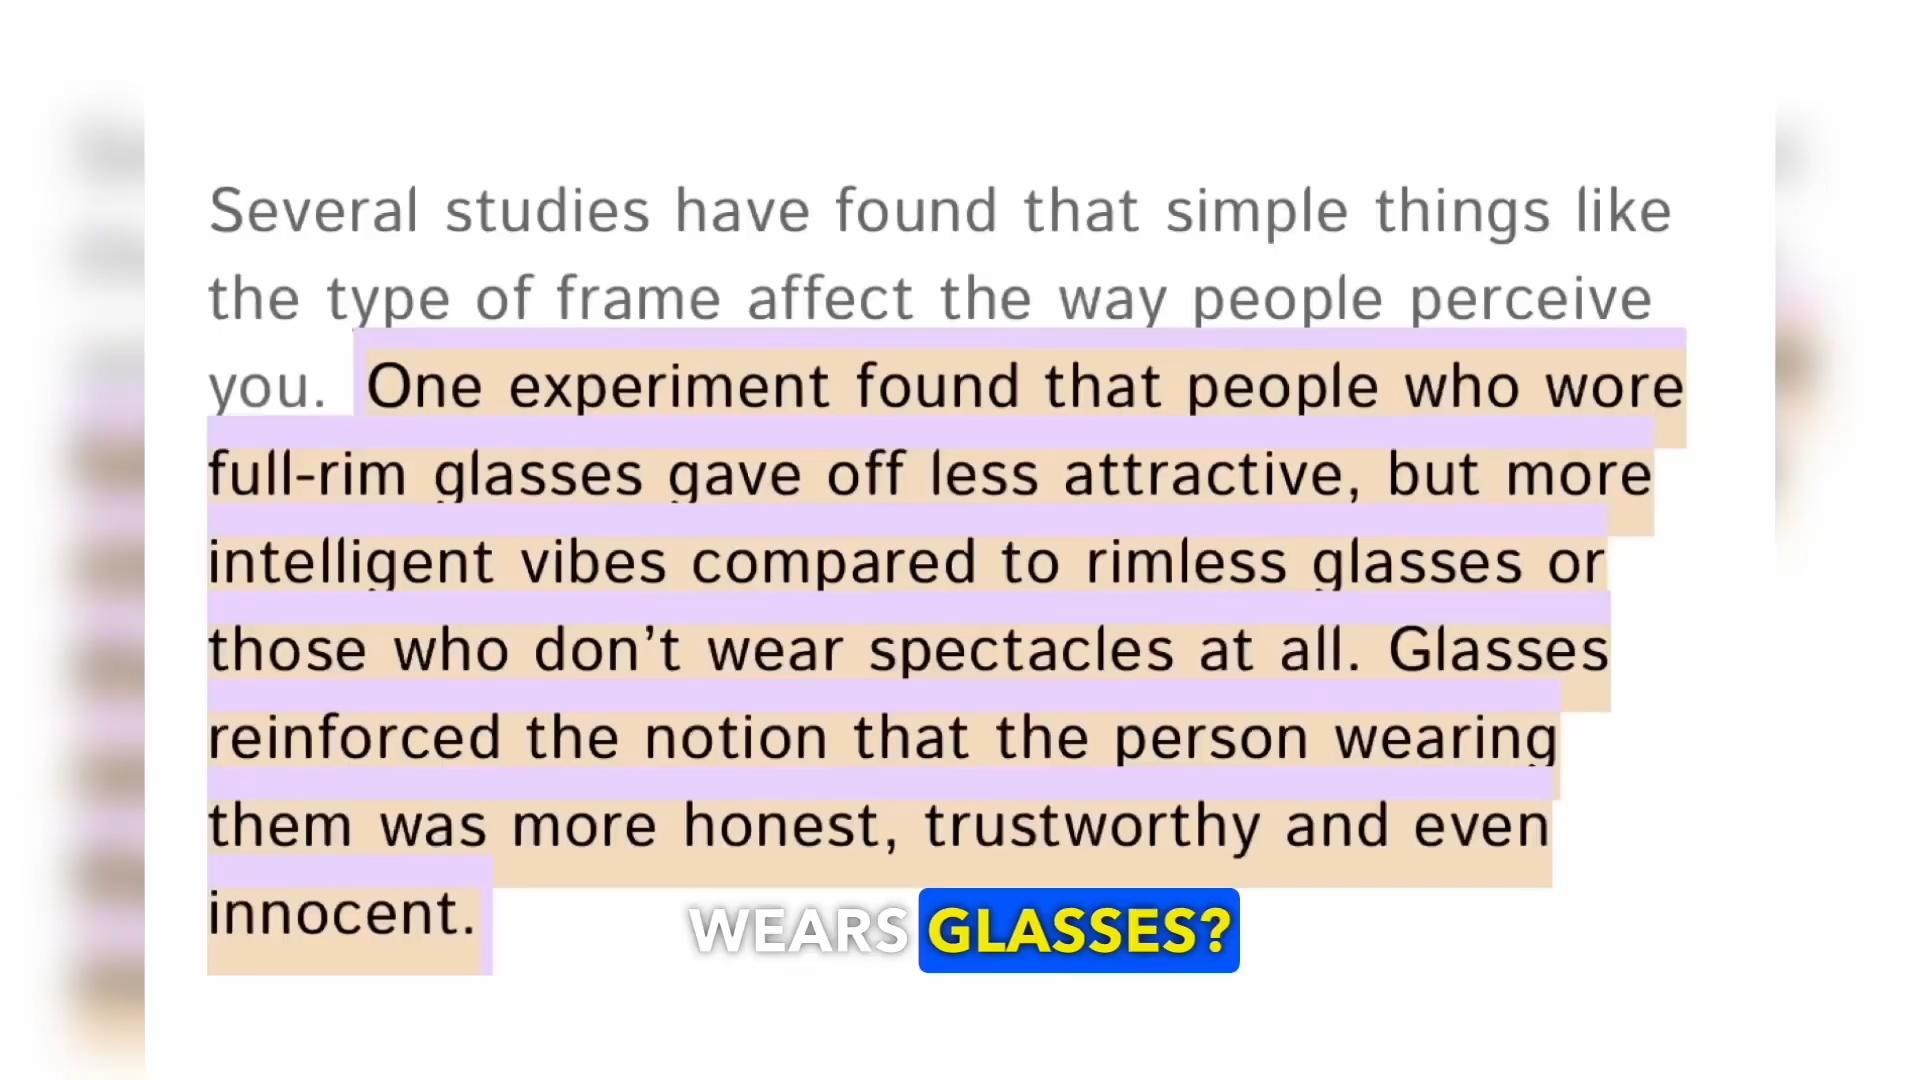 Several studies have found that simple things like
the type of frame affect the way people perceive
you. One experiment found that people who wore
full-rim glasses gave off less attractive, but more
intelligent vibes compared to rimless glasses or
those who don't wear spectacles at all. Glasses
reinforced the notion that the person wearing
them was more honest, trustworthy and even
innocent.
WEARS GLASSES?